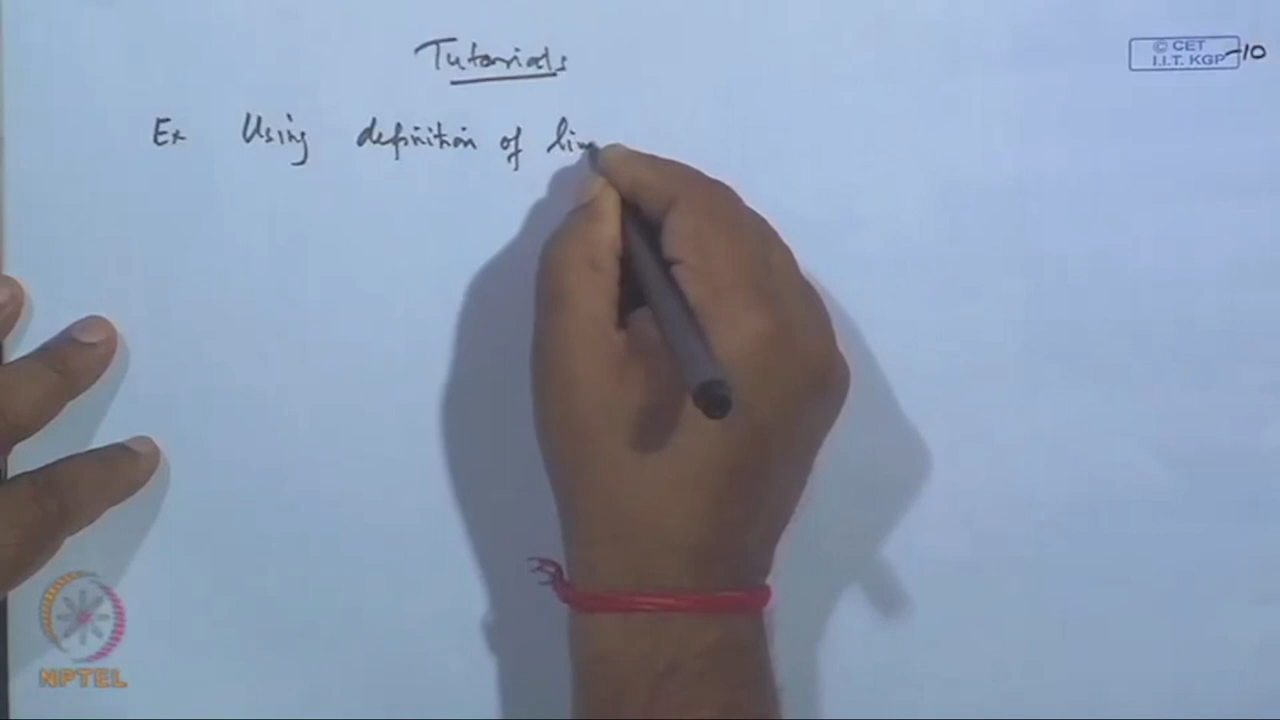 Tutorials
© CET
I.I.T. KGP -10
Ex Using definition of lim
NPTEL